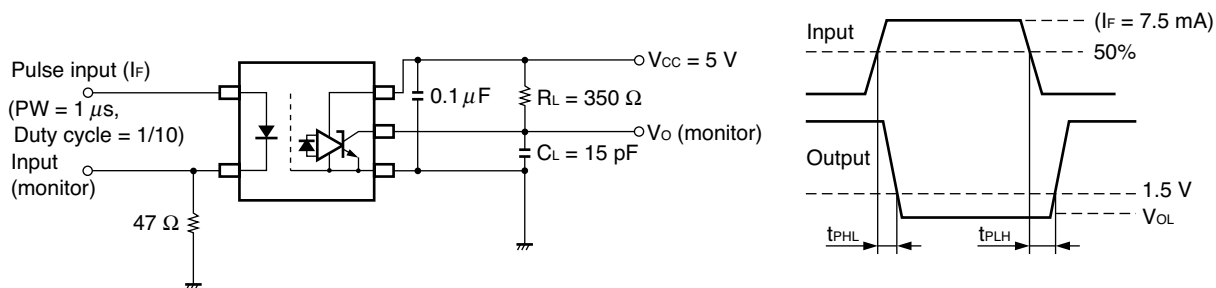 Pulse input (IF)
(PW = 1 μs,
Duty cycle = 1/10)
Input
(monitor)
47 Ω
0.1 μF
VCC = 5 V
RL = 350 Ω
VO (monitor)
CL = 15 pF
Input
(IF = 7.5 mA)
50%
Output
1.5 V
VOL
tPHL
tPLH